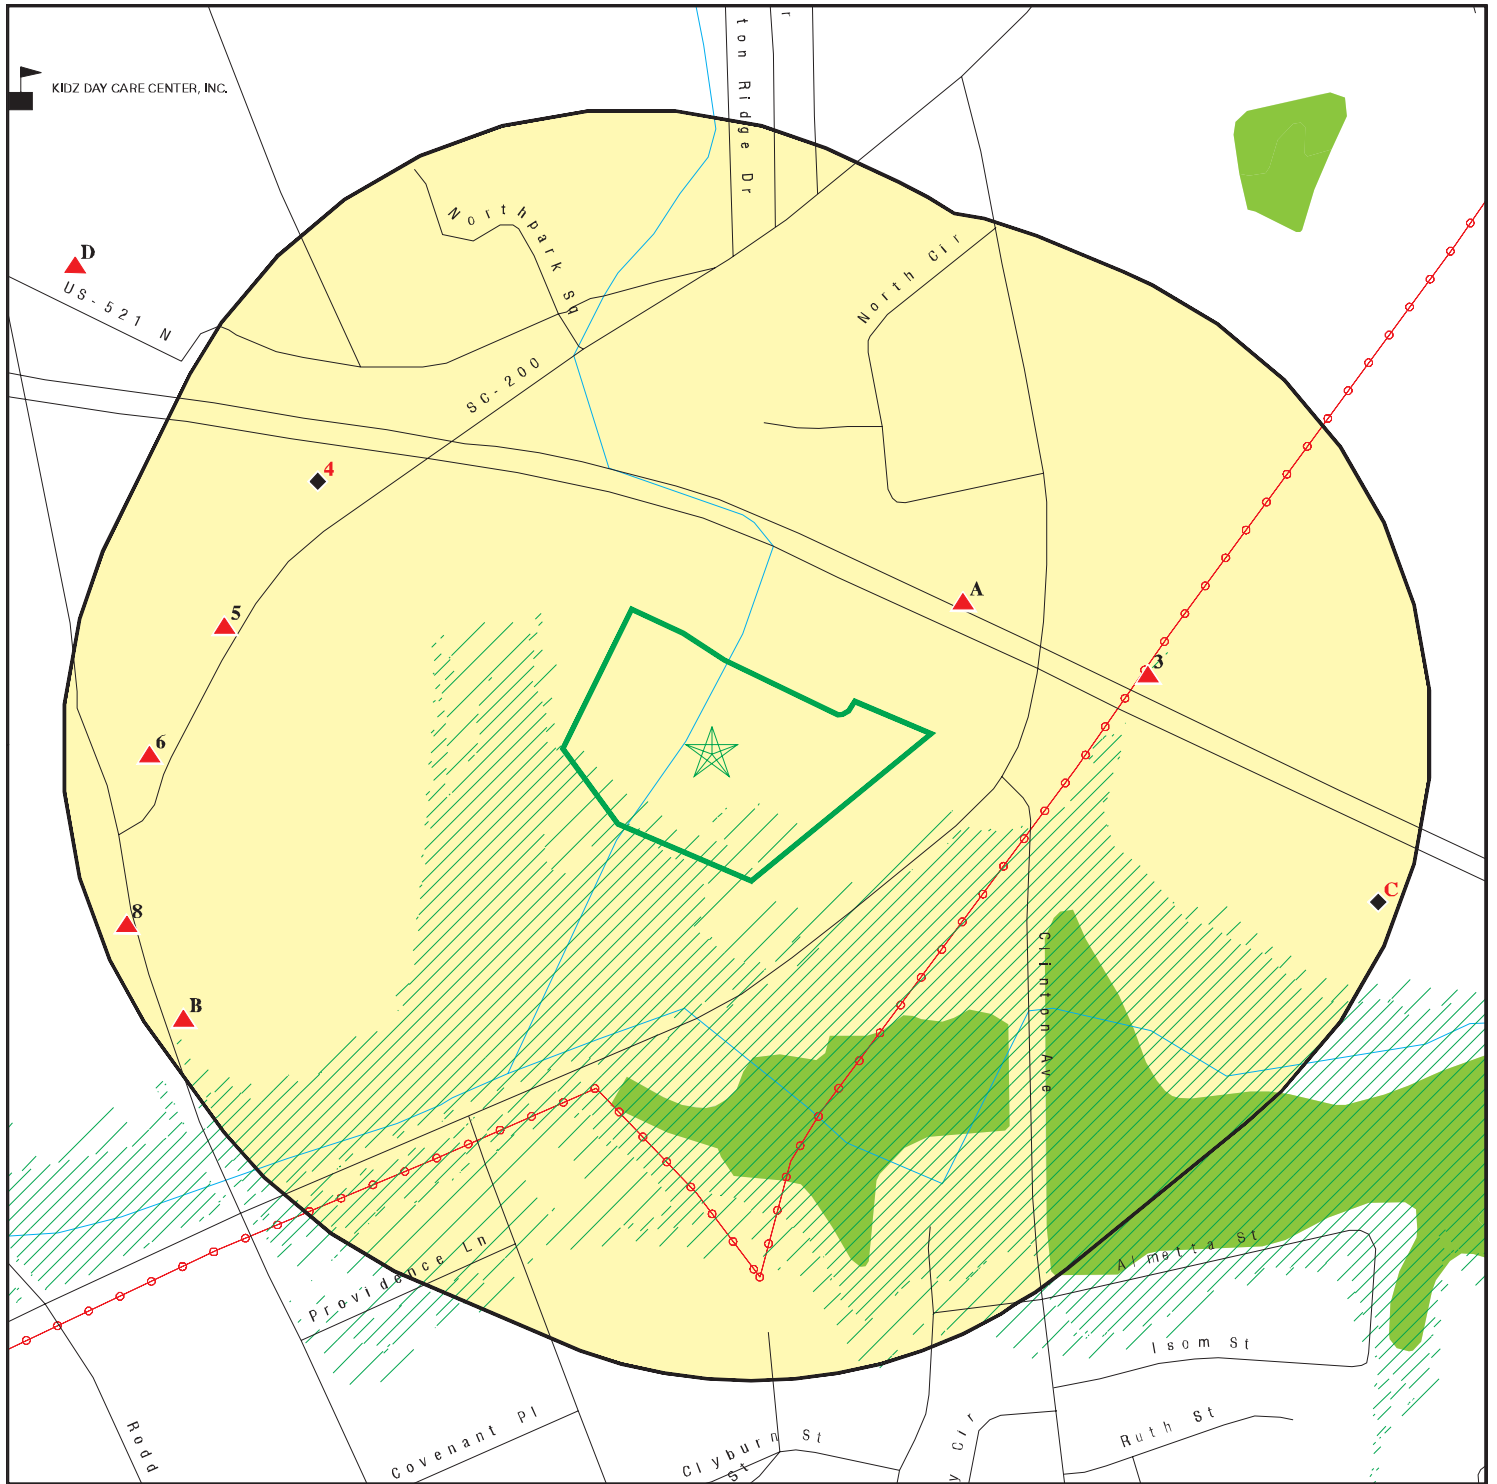 ton Ridge Dr
KIDZ DAY CARE CENTER, INC.
Northpark Sq
North Cir
D
US-521 N
SC-200
4
A
5
3
6
C
8
Clinton Ave
B
Almetta St
Providence Ln
Isom St
Rodd
Covenant Pl
Clyburn St
St
y Cir
Ruth St